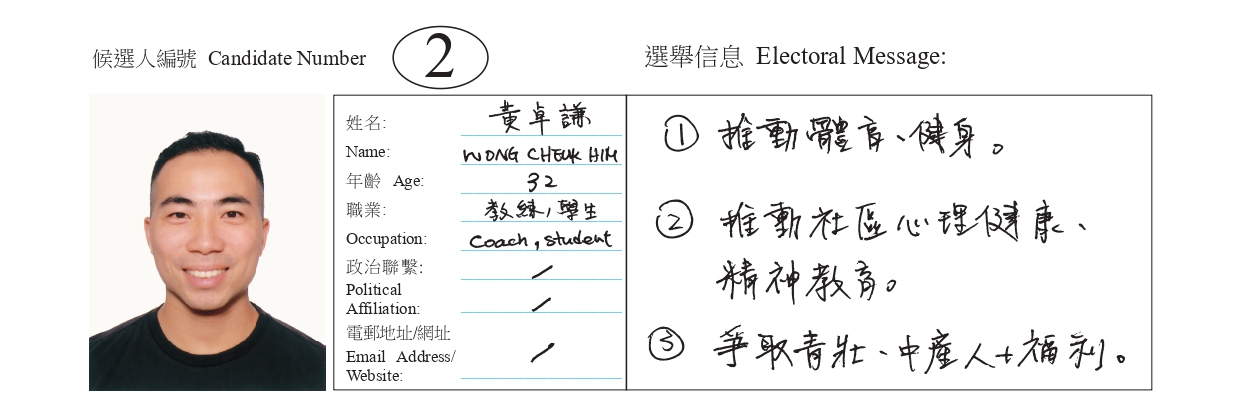 候選人編號 Candidate Number 2
選舉信息 Electoral Message:
姓名: 黃卓謙
Name: WONG CHEUK HIM
年齡 Age: 32
職業: 教練,學生
Occupation: Coach, student
政治聯繫: /
Political
Affiliation: /
電郵地址/網址
Email Address/ /
Website:
① 推動體育、健身。
② 推動社區心理健康、
精神教育。
③ 爭取青壯、中產人士福利。